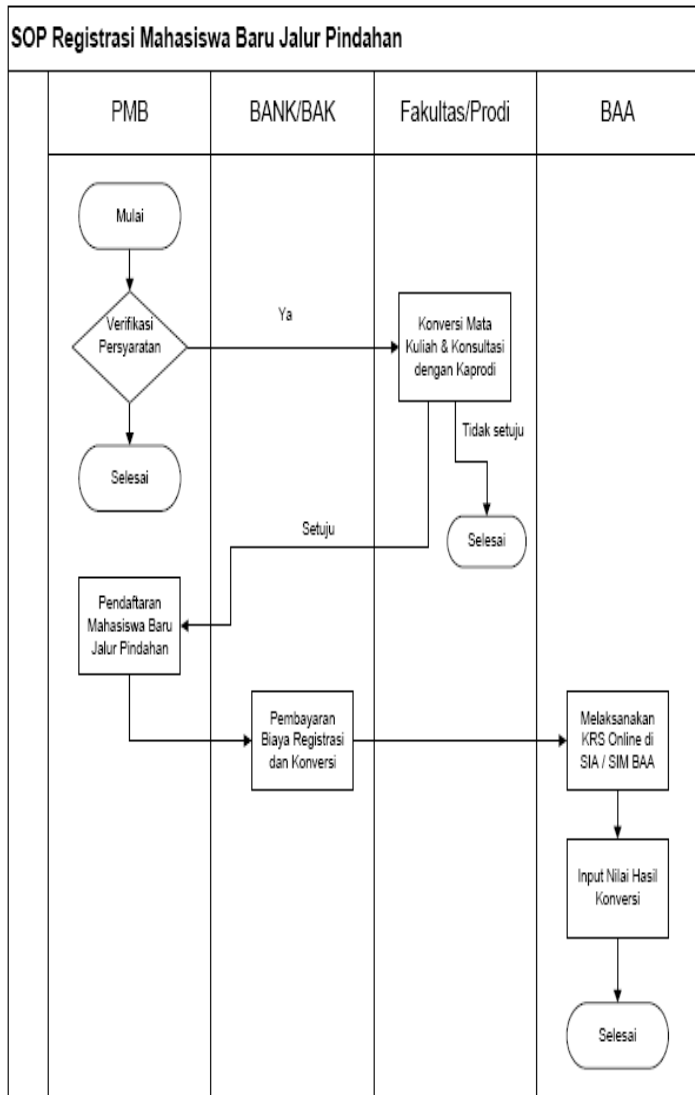 SOP Registrasi Mahasiswa Baru Jalur Pindahan
PMB
BANK/BAK
Fakultas/Prodi
BAA
Mulai
Verifikasi
Persyaratan
Ya
Konversi Mata
Kuliah & Konsultasi
dengan Kaprodi
Tidak setuju
Selesai
Selesai
Setuju
Pendaftaran
Mahasiswa Baru
Jalur Pindahan
Pembayaran
Biaya Registrasi
dan Konversi
Melaksanakan
KRS Online di
SIA / SIM BAA
Input Nilai Hasil
Konversi
Selesai